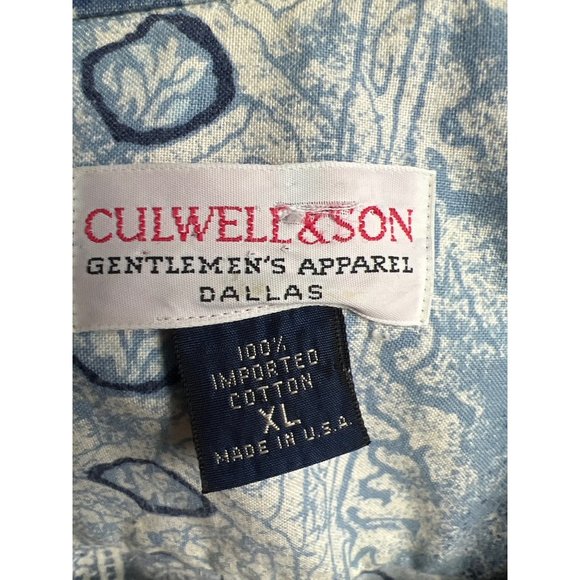 CULWELL & SON
GENTLEMEN'S APPAREL
DALLAS
100%
IMPORTED
COTTON
XL
MADE IN U.S.A.